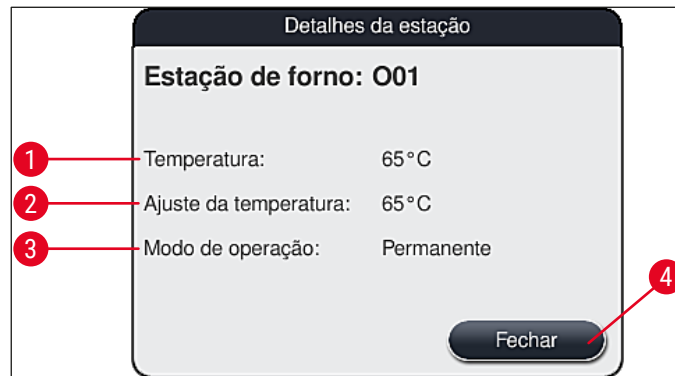 Detalhes da estação
Estação de forno: O01
1 Temperatura: 65°C
2 Ajuste da temperatura: 65°C
3 Modo de operação: Permanente
4
Fechar